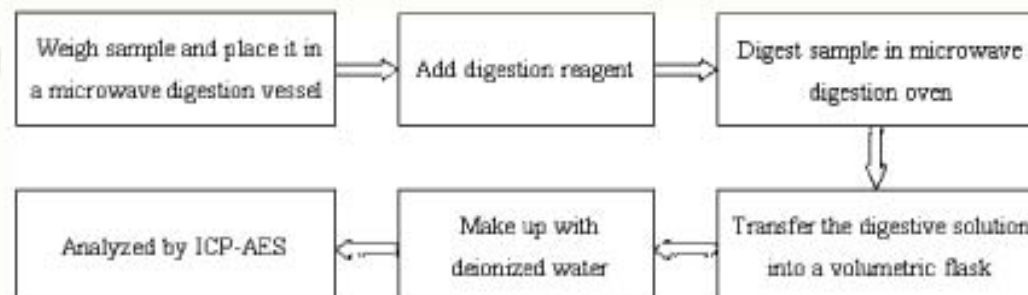 Weigh sample and place it in
a microwave digestion vessel
Add digestion reagent
Digest sample in microwave
digestion oven
Transfer the digestive solution
into a volumetric flask
Make up with
deionized water
Analyzed by ICP-AES